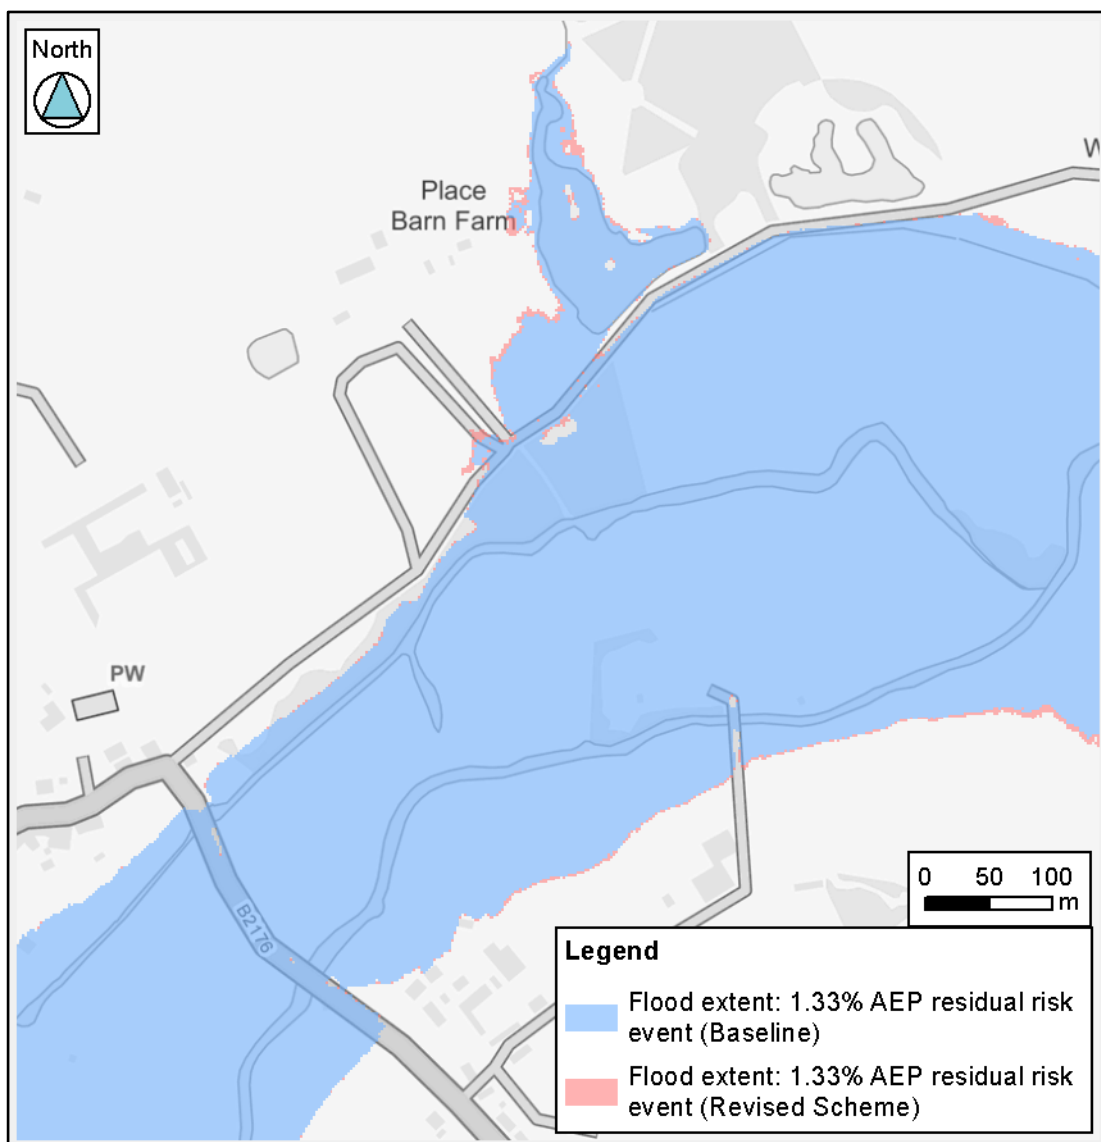 North
W
Place
Barn Farm
PW
B2176
0 50 100
m
Legend
Flood extent: 1.33% AEP residual risk
event (Baseline)
Flood extent: 1.33% AEP residual risk
event (Revised Scheme)